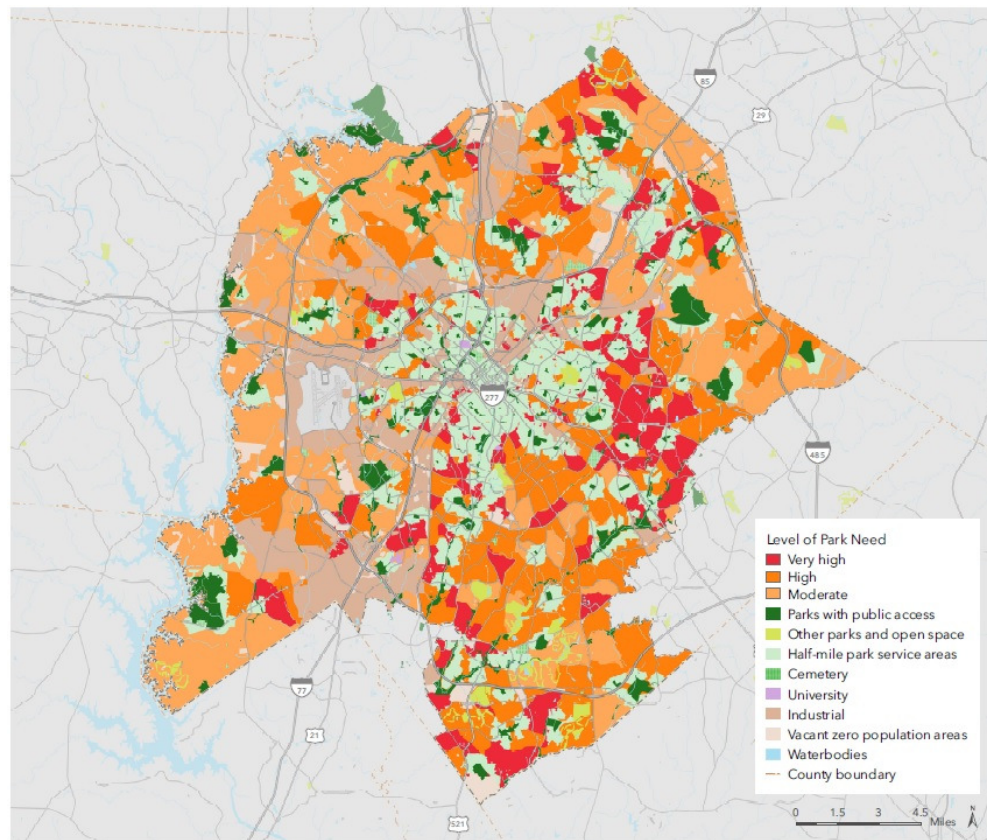 85
29
277
485
77
21
521
Level of Park Need
Very high
High
Moderate
Parks with public access
Other parks and open space
Half-mile park service areas
Cemetery
University
Industrial
Vacant zero population areas
Waterbodies
County boundary
0 1.5 3 4.5
Miles N